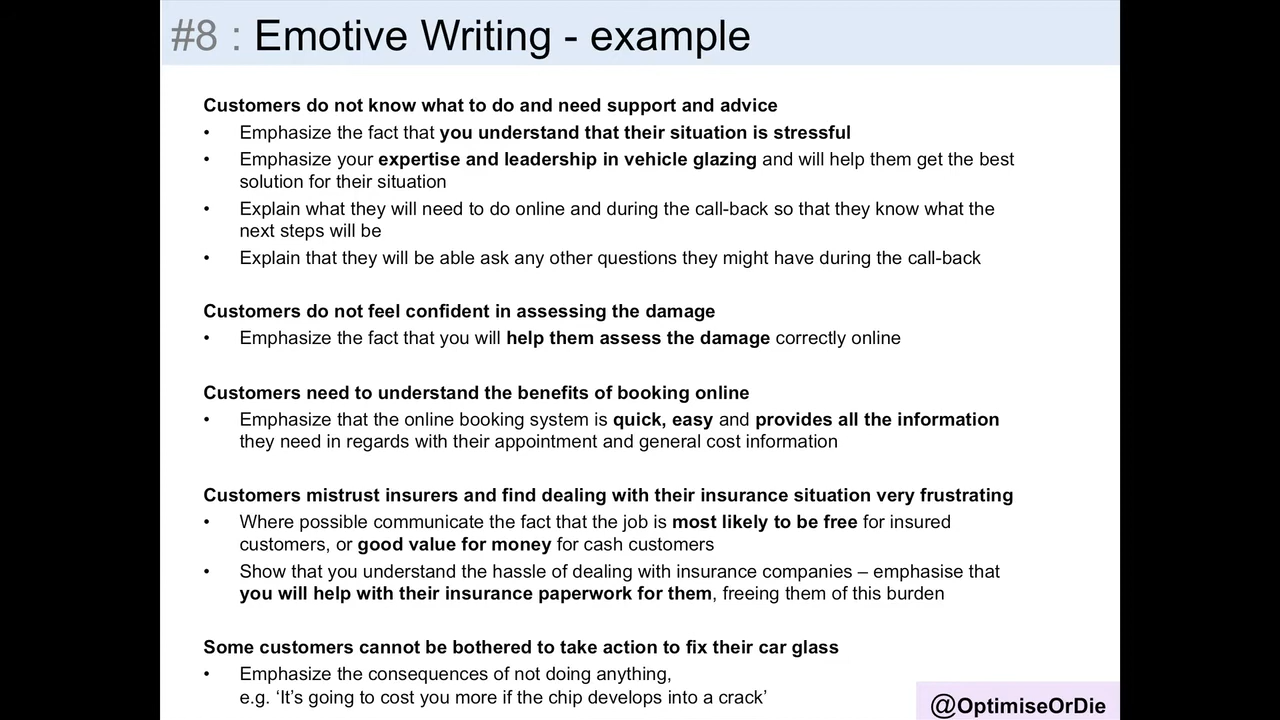 #8 : Emotive Writing - example
Customers do not know what to do and need support and advice
• Emphasize the fact that you understand that their situation is stressful
• Emphasize your expertise and leadership in vehicle glazing and will help them get the best
solution for their situation
• Explain what they will need to do online and during the call-back so that they know what the
next steps will be
• Explain that they will be able ask any other questions they might have during the call-back
Customers do not feel confident in assessing the damage
• Emphasize the fact that you will help them assess the damage correctly online
Customers need to understand the benefits of booking online
• Emphasize that the online booking system is quick, easy and provides all the information
they need in regards with their appointment and general cost information
Customers mistrust insurers and find dealing with their insurance situation very frustrating
• Where possible communicate the fact that the job is most likely to be free for insured
customers, or good value for money for cash customers
• Show that you understand the hassle of dealing with insurance companies – emphasise that
you will help with their insurance paperwork for them, freeing them of this burden
Some customers cannot be bothered to take action to fix their car glass
• Emphasize the consequences of not doing anything,
e.g. ‘It’s going to cost you more if the chip develops into a crack’
@OptimiseOrDie